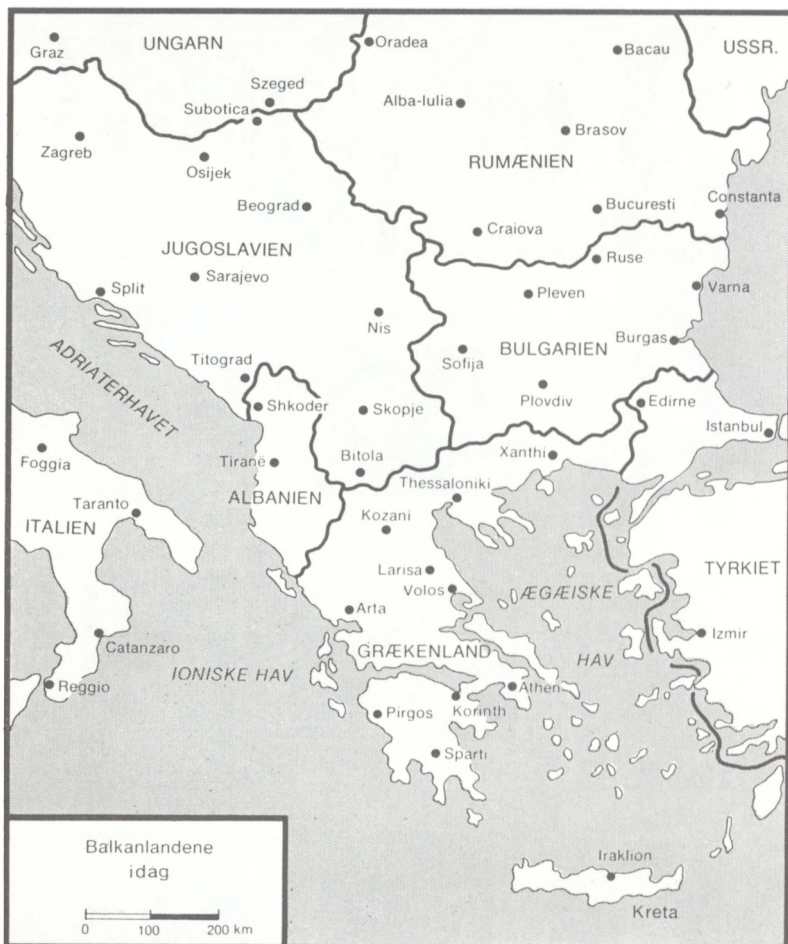 UNGARN
Graz
Oradea
Bacau
USSR.
Szeged
Subotica
Alba-Iulia
Zagreb
Osijek
Brasov
RUMÆNIEN
Beograd
Bucuresti
Constanta
Craiova
JUGOSLAVIEN
Ruse
Sarajevo
Split
Pleven
Varna
Nis
Burgas
Sofija
BULGARIEN
ADRIATERHAVET
Titograd
Plovdiv
Edirne
Shkoder
Skopje
Istanbul
Foggia
Tiranë
Bitola
Xanthi
Thessaloniki
ALBANIEN
Taranto
ITALIEN
Kozani
Larisa
TYRKIET
Volos
ÆGÆISKE
Arta
Izmir
Catanzaro
GRÆKENLAND
HAV
IONISKE HAV
Reggio
Athen
Pirgos
Korinth
Sparti
Balkanlandene
idag
0 100 200 km
Iraklion
Kreta